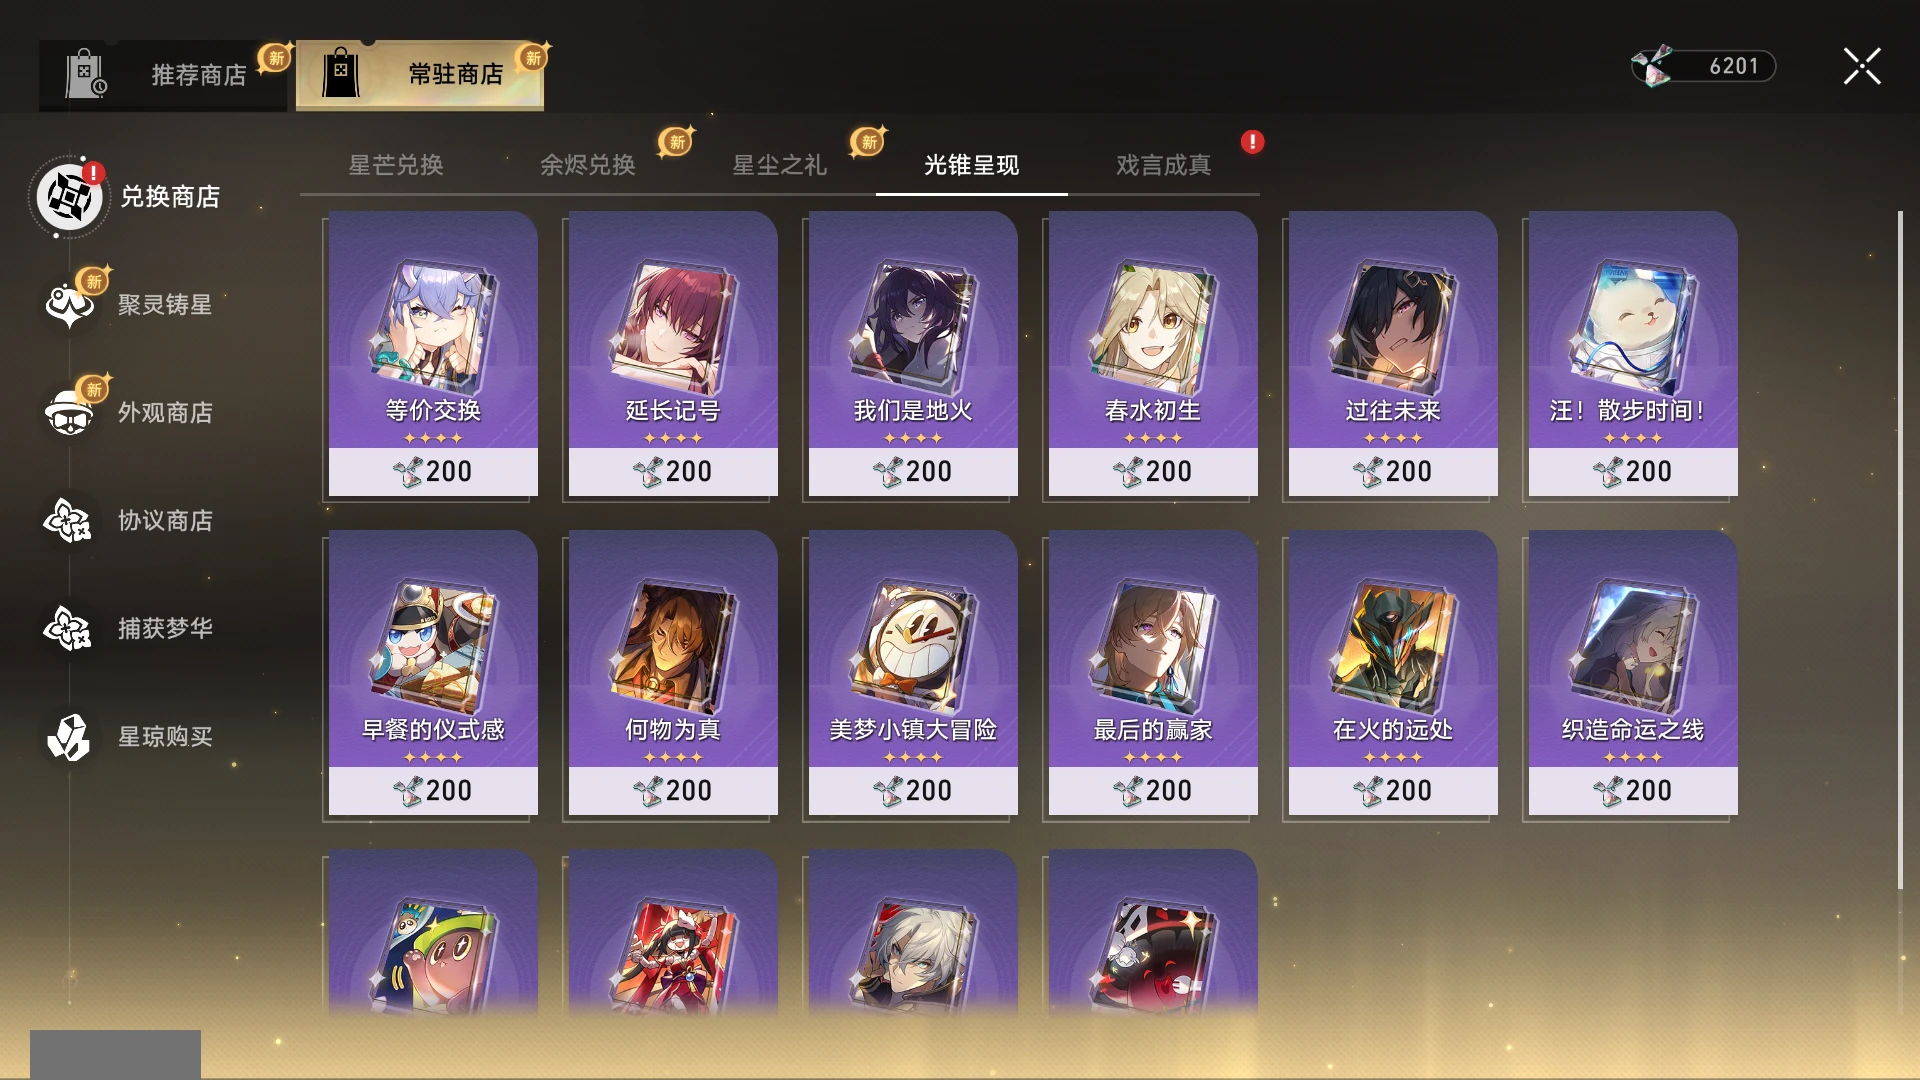 推荐商店
新
常驻商店
新
6201
星芒兑换
余烬兑换
新
星尘之礼
新
光锥呈现
戏言成真
!
!
兑换商店
新
聚灵铸星
新
外观商店
协议商店
捕获梦华
星琼购买
等价交换
延长记号
我们是地火
春水初生
过往未来
汪！散步时间！
200
200
200
200
200
200
早餐的仪式感
何物为真
美梦小镇大冒险
最后的赢家
在火的远处
织造命运之线
200
200
200
200
200
200